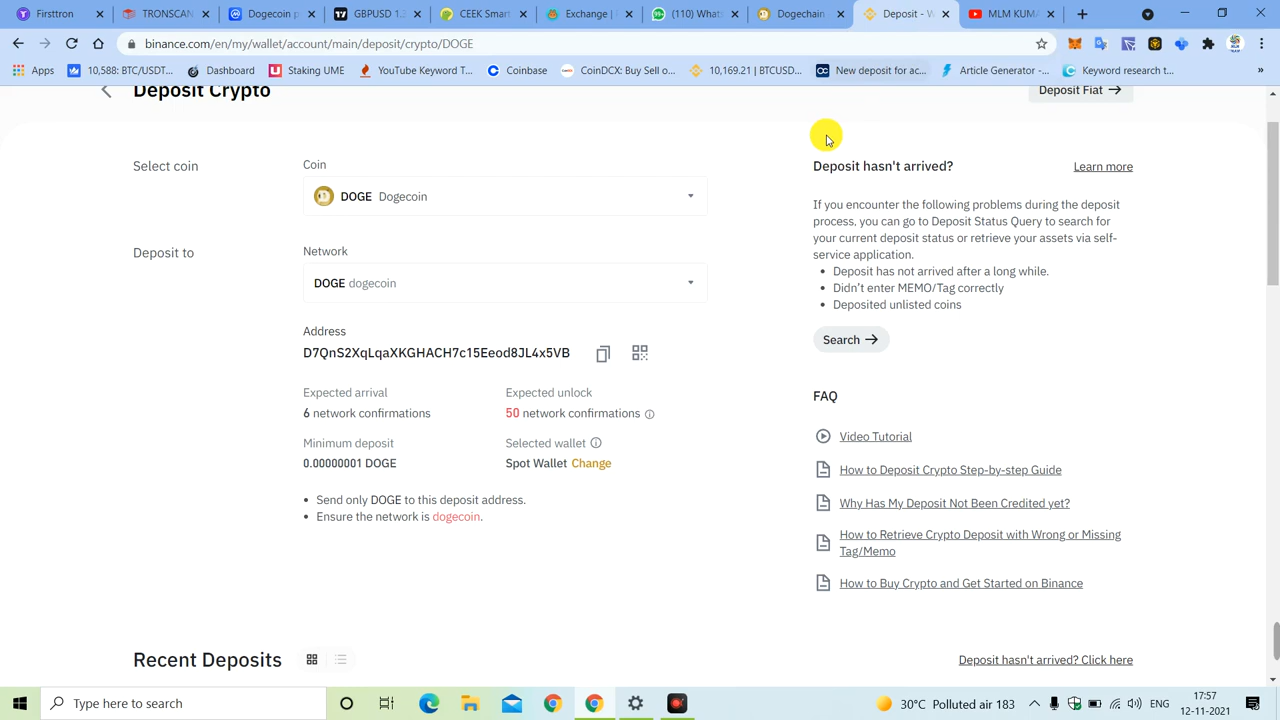 Firstbit
Smart
CEEK Smart
Exchange
(110) Whats
Dogechain
Deposit - W
MLM KUMA
binance.com/en/my/wallet/account/main/deposit/crypto/DOGE
Apps
10,588: BTC/USDT...
Dashboard
Staking UME
YouTube Keyword T...
Coinbase
CoinDCX: Buy Sell o...
10,169.21 | BTCUSD...
New deposit for ac...
Article Generator -...
Keyword research t...
»
Deposit Crypto
Deposit Fiat →
Select coin
Coin
DOGE Dogecoin
Deposit to
Network
DOGE dogecoin
Address
D7QnS2XqLqaXKGHACH7c15Eeod8JL4x5VB
Expected arrival
Expected unlock
6 network confirmations
50 network confirmations
Minimum deposit
Selected wallet
0.00000001 DOGE
Spot Wallet Change
• Send only DOGE to this deposit address.
• Ensure the network is dogecoin.
Deposit hasn't arrived?
Learn more
If you encounter the following problems during the deposit
process, you can go to Deposit Status Query to search for
your current deposit status or retrieve your assets via self-
service application.
• Deposit has not arrived after a long while.
• Didn't enter MEMO/Tag correctly
• Deposited unlisted coins
Search →
FAQ
Video Tutorial
How to Deposit Crypto Step-by-step Guide
Why Has My Deposit Not Been Credited yet?
How to Retrieve Crypto Deposit with Wrong or Missing
Tag/Memo
How to Buy Crypto and Get Started on Binance
Recent Deposits
Deposit hasn't arrived? Click here
Type here to search
30°C Polluted air 183
ENG
17:57
12-11-2021